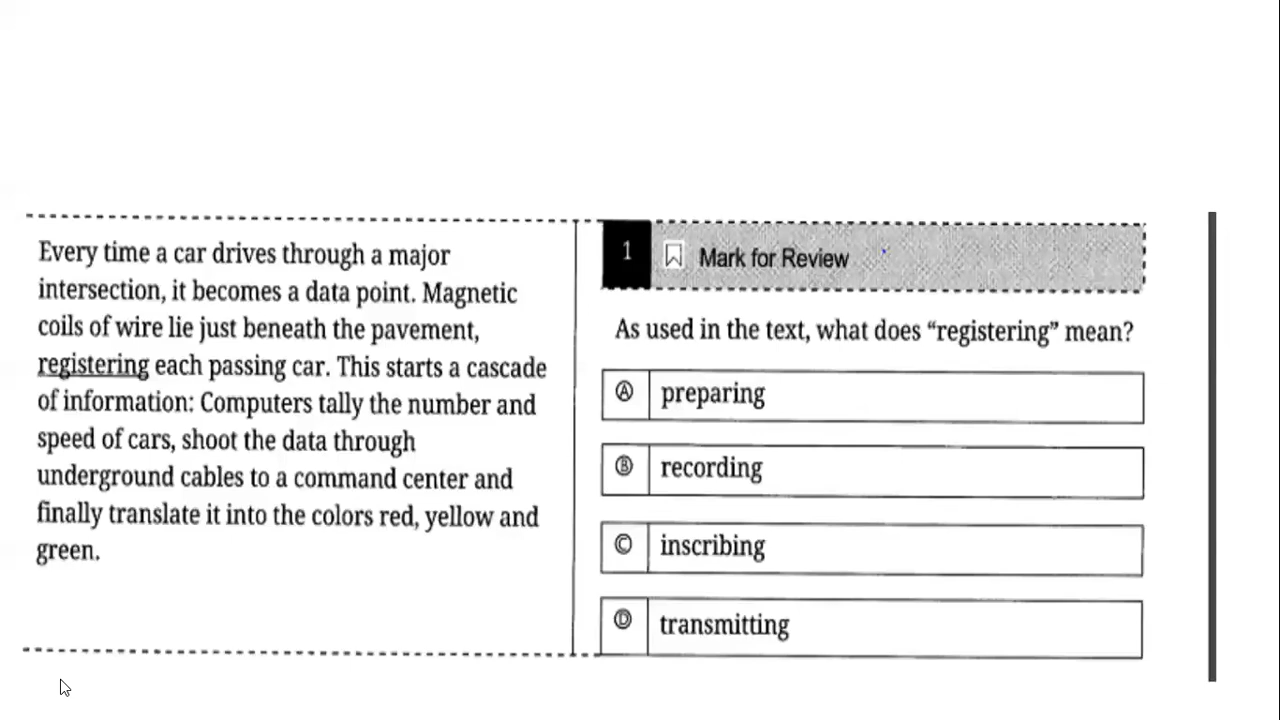 Every time a car drives through a major
intersection, it becomes a data point. Magnetic
coils of wire lie just beneath the pavement,
registering each passing car. This starts a cascade
of information: Computers tally the number and
speed of cars, shoot the data through
underground cables to a command center and
finally translate it into the colors red, yellow and
green.
1 Mark for Review
As used in the text, what does “registering” mean?
A preparing
B recording
C inscribing
D transmitting